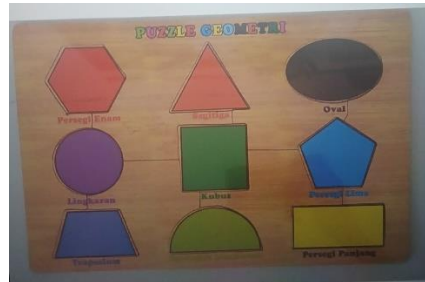 PUZZLE GEOMETRI
Persegi Enam
Segitiga
Oval
Lingkaran
Kubus
Persegi Lima
Trapesium
Persegi Panjang